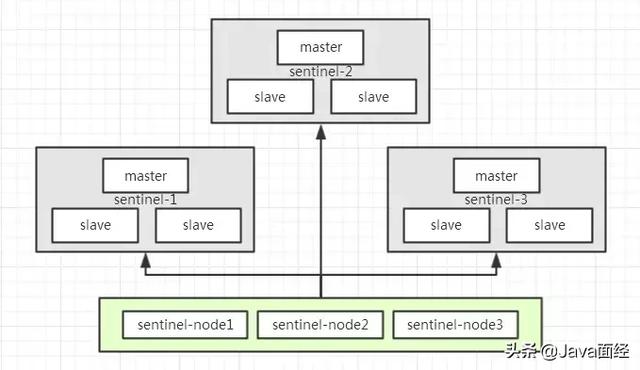 master
sentinel-2
slave slave
master
sentinel-1
slave slave
master
sentinel-3
slave slave
sentinel-node1 sentinel-node2 sentinel-node3
头条 @Java面经